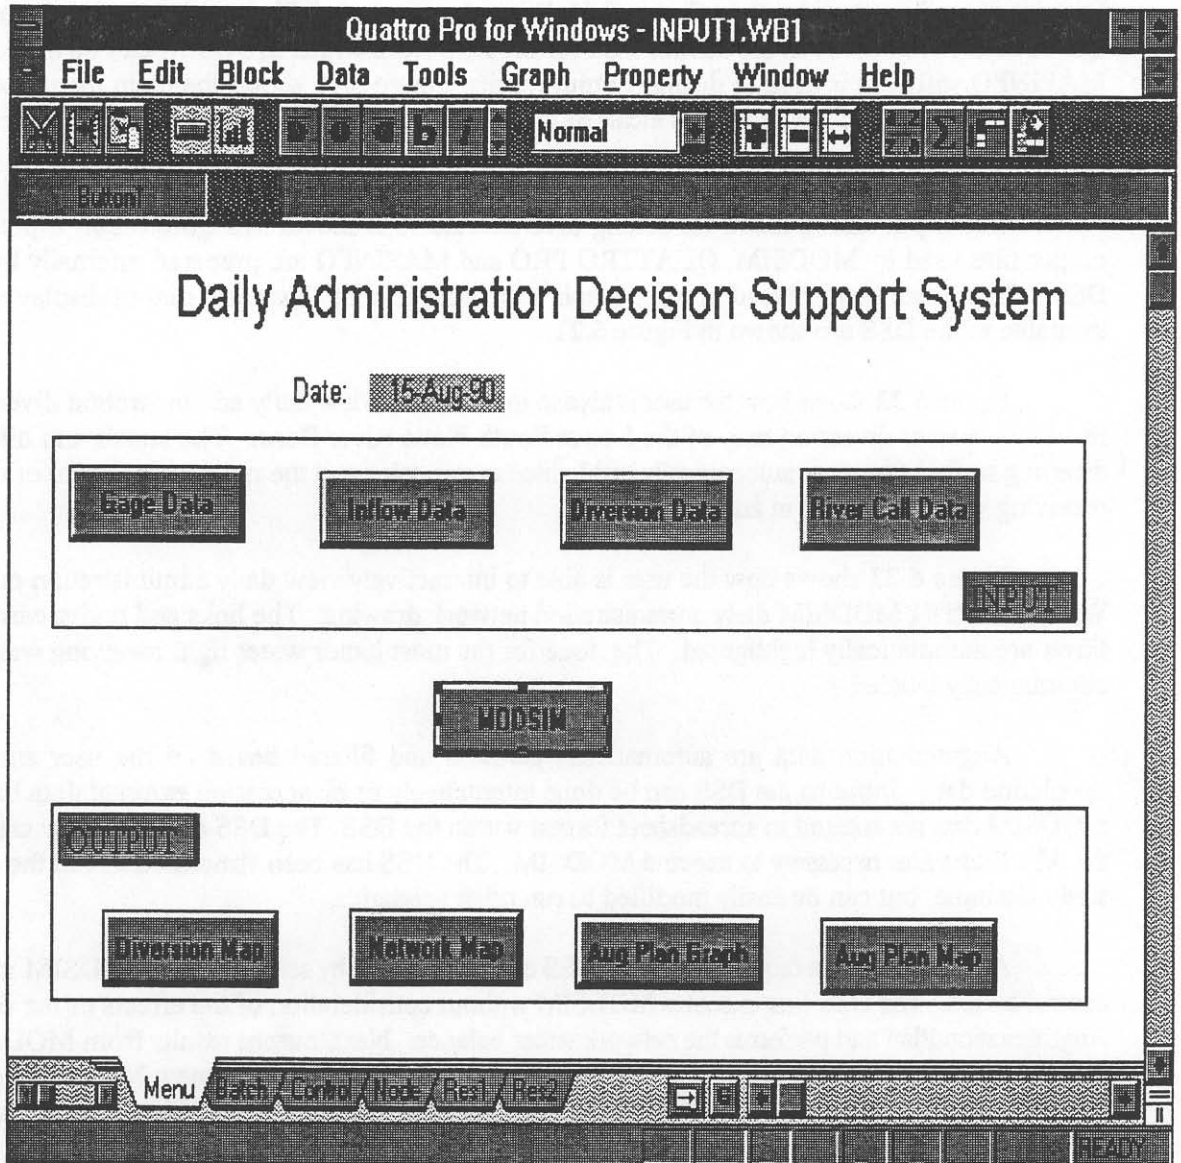 Quattro Pro for Windows - INPUT1.WB1
File Edit Block Data Tools Graph Property Window Help
Normal
Button1
Daily Administration Decision Support System
Date: 15-Aug-90
Gage Data Inflow Data Diversion Data River Call Data
INPUT
MODSIM
OUTPUT
Diversion Map Network Map Aug Plan Graph Aug Plan Map
Menu Batch Control Node Res1 Res2 G
READY